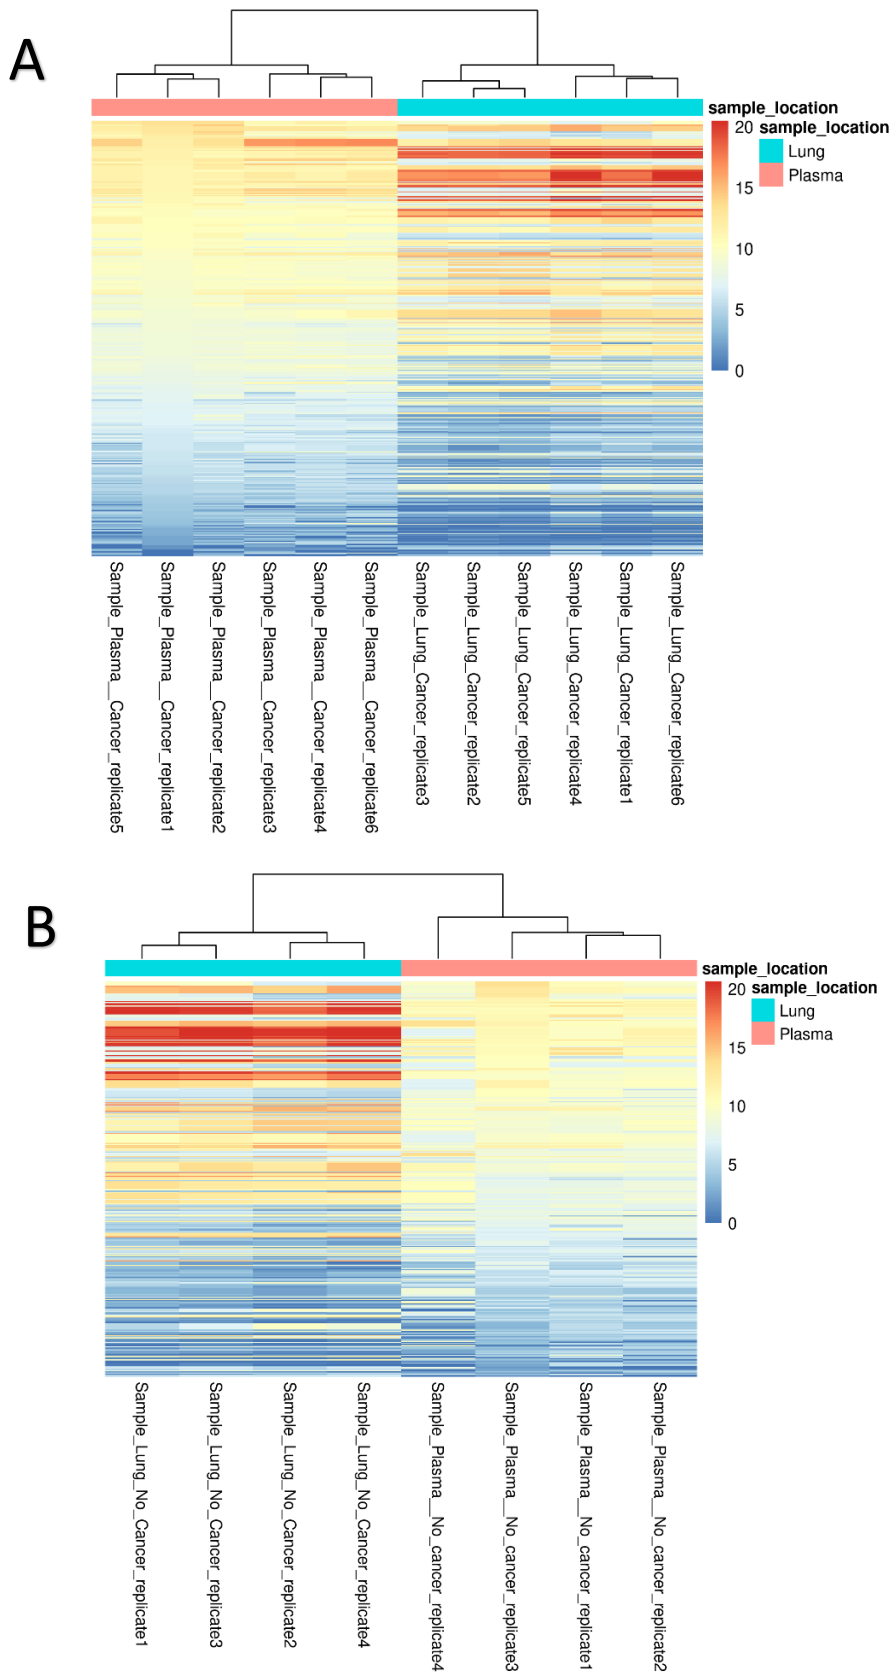 A
sample_location
20
15
10
5
0
sample_location
Lung
Plasma
Sample_Plasma__Cancer_replicate5
Sample_Plasma__Cancer_replicate1
Sample_Plasma__Cancer_replicate2
Sample_Plasma__Cancer_replicate3
Sample_Plasma__Cancer_replicate4
Sample_Plasma__Cancer_replicate6
Sample_Lung_Cancer_replicate3
Sample_Lung_Cancer_replicate2
Sample_Lung_Cancer_replicate5
Sample_Lung_Cancer_replicate4
Sample_Lung_Cancer_replicate1
Sample_Lung_Cancer_replicate6
B
sample_location
20
15
10
5
0
sample_location
Lung
Plasma
Sample_Lung_No_Cancer_replicate1
Sample_Lung_No_Cancer_replicate3
Sample_Lung_No_Cancer_replicate2
Sample_Lung_No_Cancer_replicate4
Sample_Plasma__No_cancer_replicate4
Sample_Plasma__No_cancer_replicate3
Sample_Plasma__No_cancer_replicate1
Sample_Plasma__No_cancer_replicate2